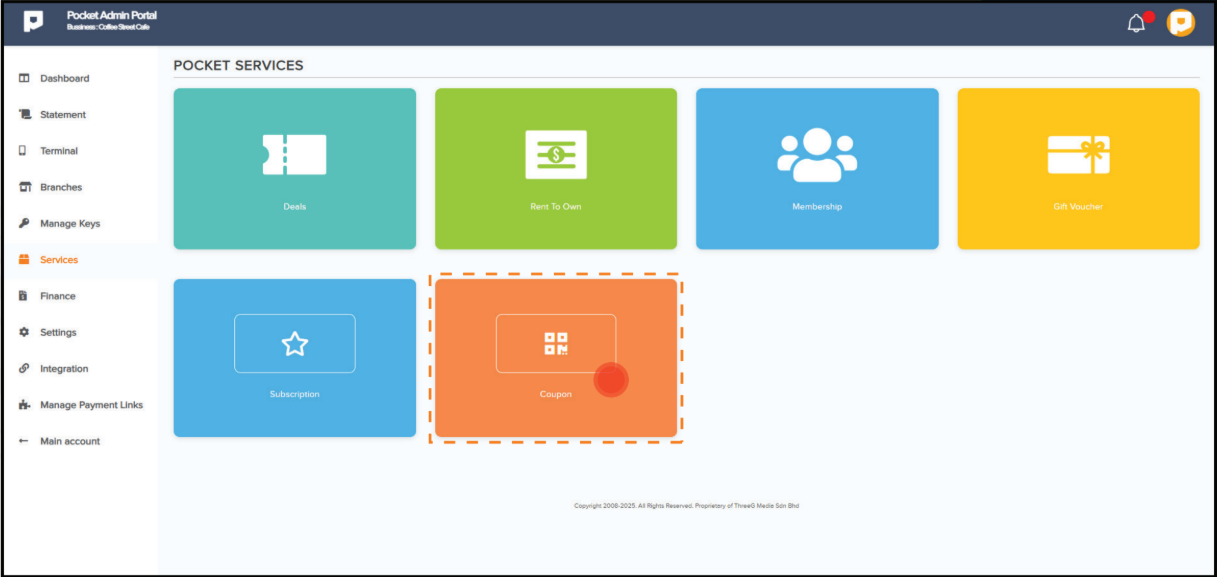 Pocket Admin Portal
Bussiness : Coffee Street Cafe
Dashboard
Statement
Terminal
Branches
Manage Keys
Services
Finance
Settings
Integration
Manage Payment Links
Main account
POCKET SERVICES
Deals
Rent To Own
Membership
Gift Voucher
Subscription
Coupon
Copyright 2008-2025. All Rights Reserved. Proprietary of ThreeG Media Sdn Bhd